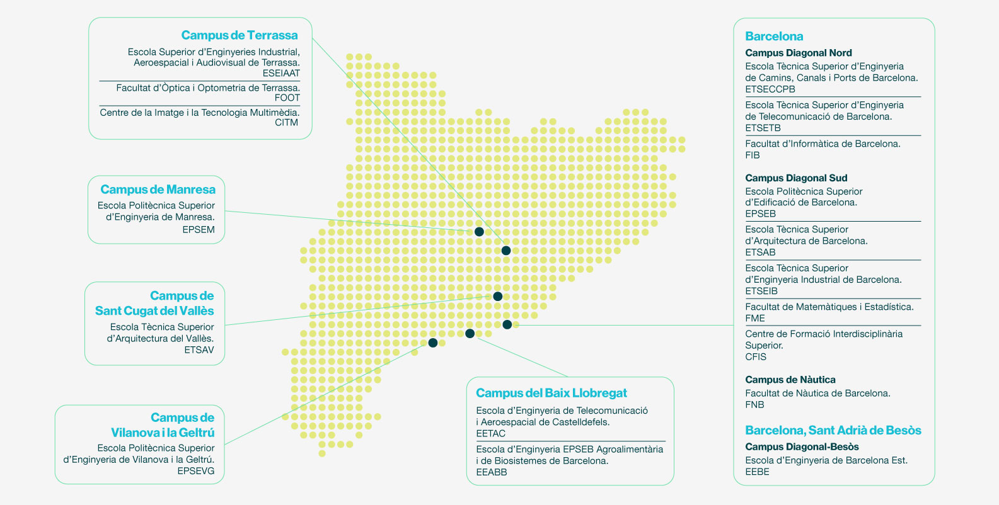 Campus de Terrassa
Escola Superior d’Enginyeries Industrial,
Aeroespacial i Audiovisual de Terrassa.
ESEIAAT
Facultat d’Òptica i Optometria de Terrassa.
FOOT
Centre de la Imatge i la Tecnologia Multimèdia.
CITM
Campus de Manresa
Escola Politècnica Superior
d’Enginyeria de Manresa.
EPSEM
Campus de
Sant Cugat del Vallès
Escola Tècnica Superior
d’Arquitectura del Vallès.
ETSAV
Campus de
Vilanova i la Geltrú
Escola Politècnica Superior
d’Enginyeria de Vilanova i la Geltrú.
EPSEVG
Campus del Baix Llobregat
Escola d’Enginyeria de Telecomunicació
i Aeroespacial de Castelldefels.
EETAC
Escola d’Enginyeria EPSEB Agroalimentària
i de Biosistemes de Barcelona.
EEABB
Barcelona
Campus Diagonal Nord
Escola Tècnica Superior d’Enginyeria
de Camins, Canals i Ports de Barcelona.
ETSECCPB
Escola Tècnica Superior d’Enginyeria
de Telecomunicació de Barcelona.
ETSETB
Facultat d’Informàtica de Barcelona.
FIB
Campus Diagonal Sud
Escola Politècnica Superior
d’Edificació de Barcelona.
EPSEB
Escola Tècnica Superior
d’Arquitectura de Barcelona.
ETSAB
Escola Tècnica Superior
d’Enginyeria Industrial de Barcelona.
ETSEIB
Facultat de Matemàtiques i Estadística.
FME
Centre de Formació Interdisciplinària
Superior.
CFIS
Campus de Nàutica
Facultat de Nàutica de Barcelona.
FNB
Barcelona, Sant Adrià de Besòs
Campus Diagonal-Besòs
Escola d’Enginyeria de Barcelona Est.
EEBE